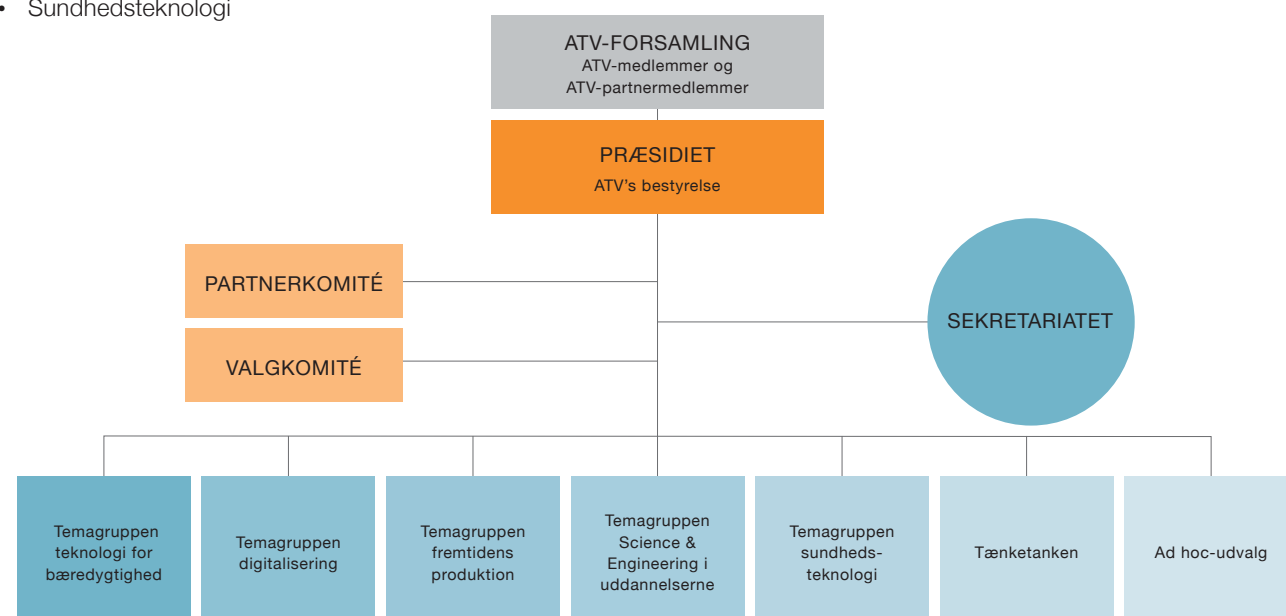 • Sundhedsteknologi
ATV-FORSAMLING
ATV-medlemmer og
ATV-partnermedlemmer
PRÆSIDIET
ATV's bestyrelse
PARTNERKOMITÉ
VALGKOMITÉ
SEKRETARIATET
Temagruppen
teknologi for
bæredygtighed
Temagruppen
digitalisering
Temagruppen
fremtidens
produktion
Temagruppen
Science &
Engineering i
uddannelserne
Temagruppen
sundheds-
teknologi
Tænketanken
Ad hoc-udvalg